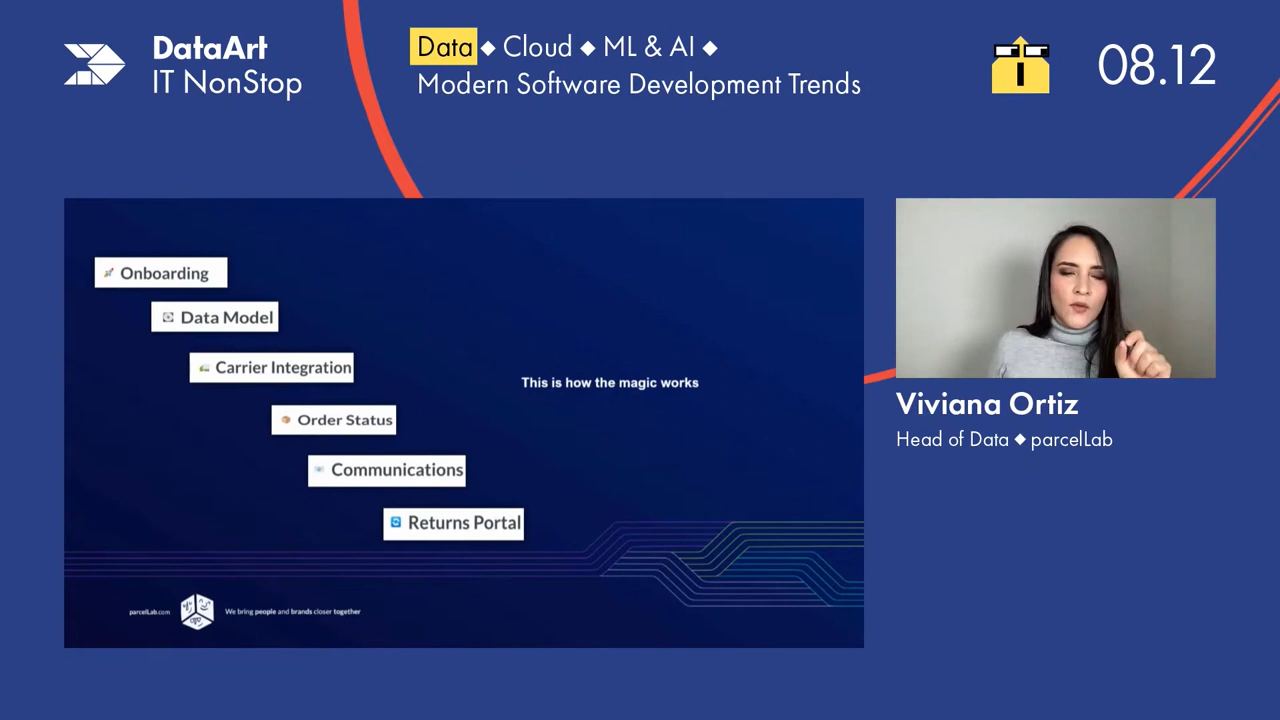 DataArt
IT NonStop
Data ◆ Cloud ◆ ML & AI ◆
Modern Software Development Trends
08.12
Onboarding
Data Model
Carrier Integration
This is how the magic works
Order Status
Communications
Returns Portal
parcelLab.com
We bring people and brands closer together
Viviana Ortiz
Head of Data ◆ parcelLab